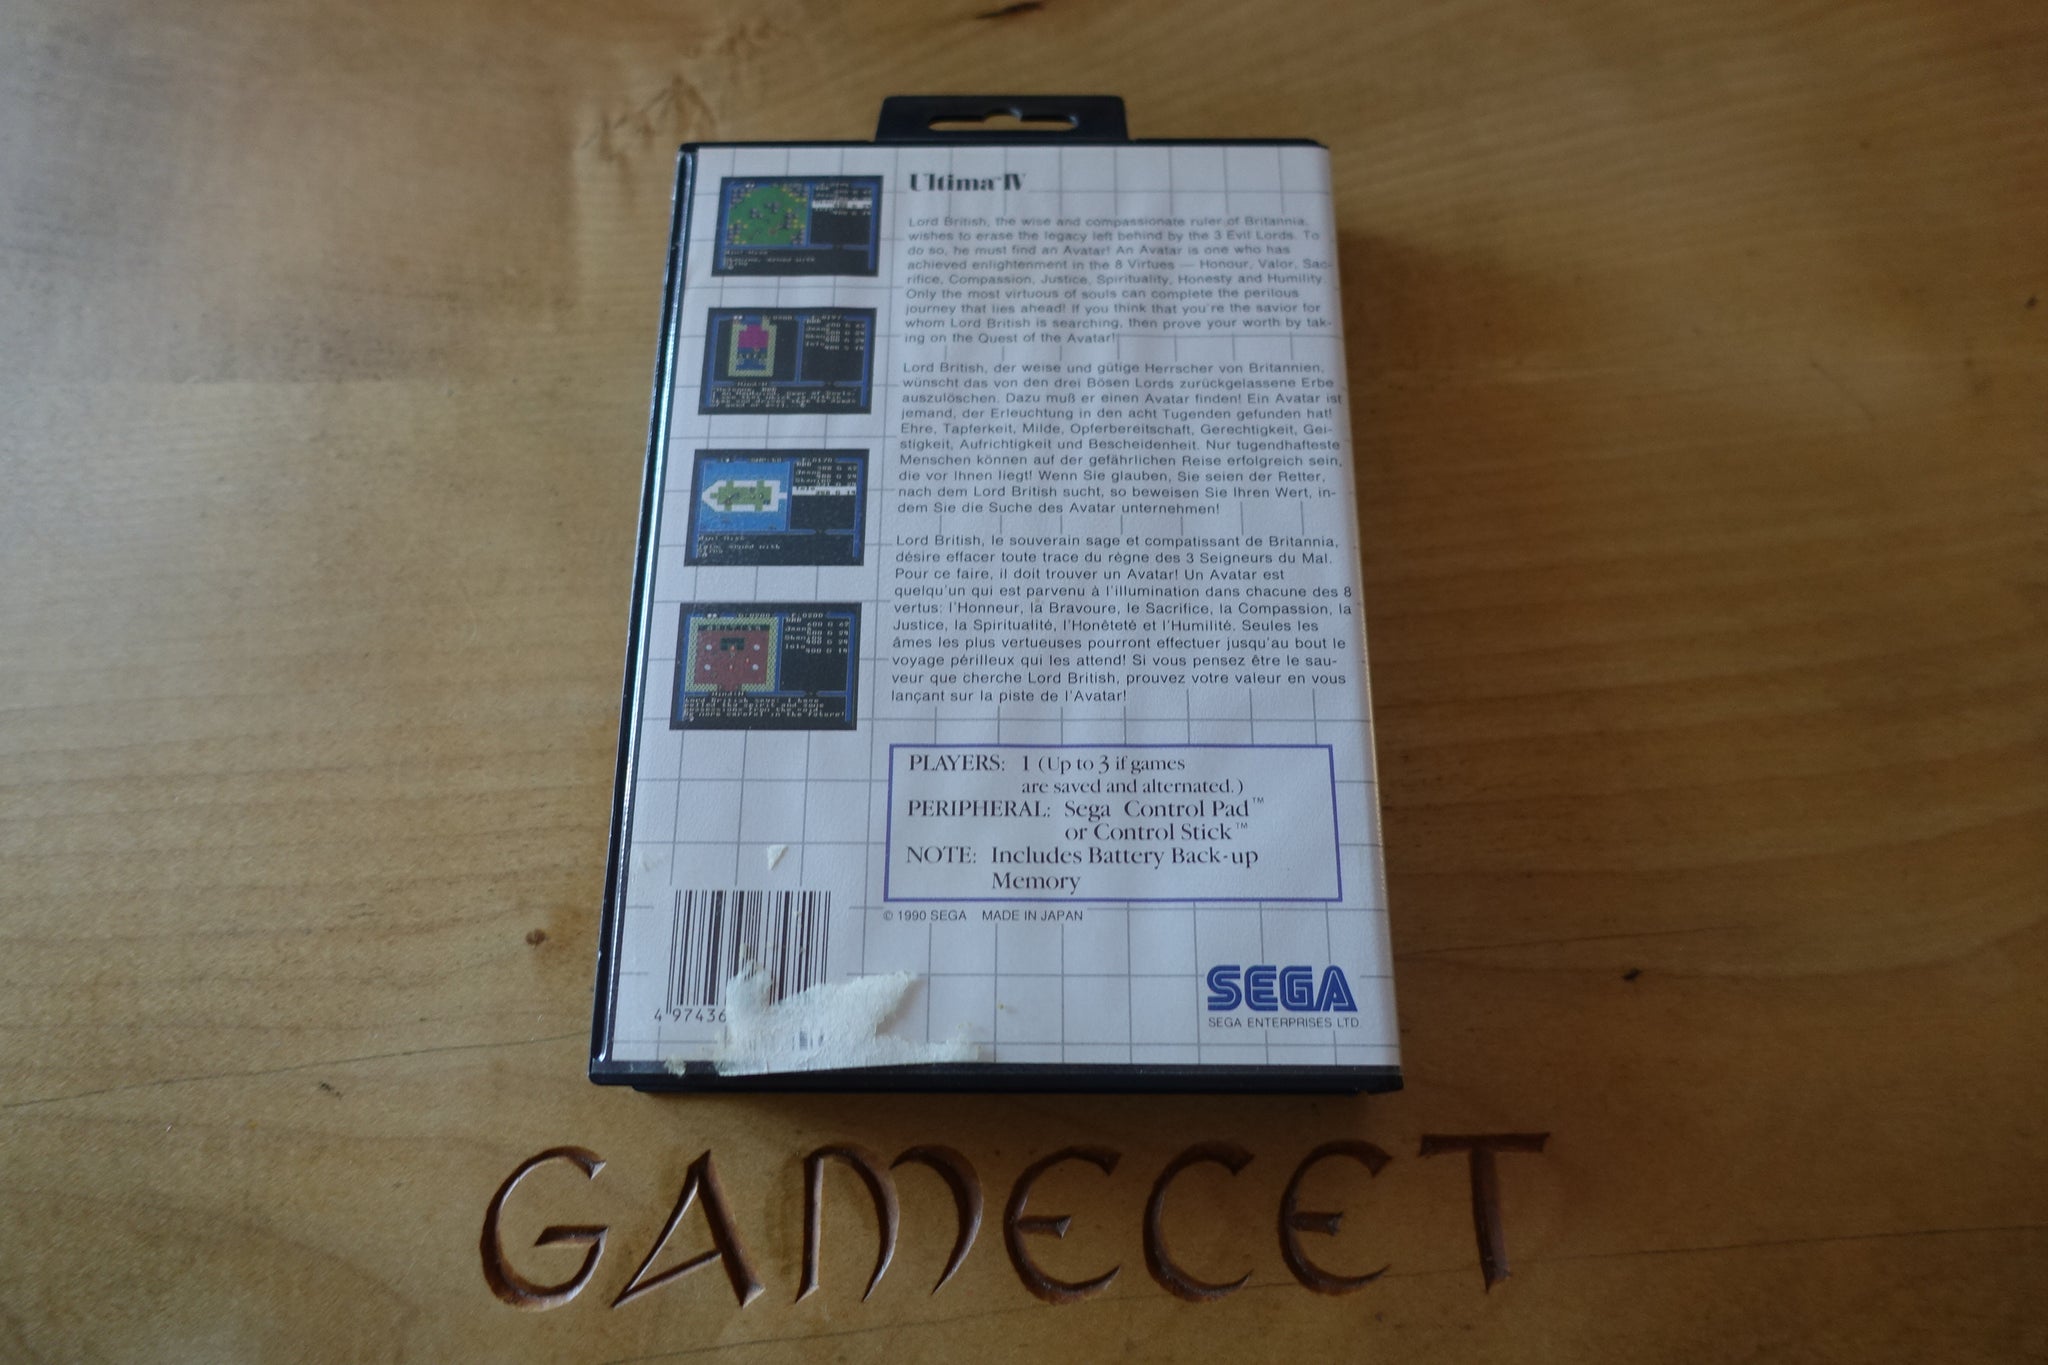 Ultima™ IV
Lord British, the wise and compassionate ruler of Britannia,
wishes to erase the legacy left behind by the 3 Evil Lords. To
do so, he must find an Avatar! An Avatar is one who has
achieved enlightenment in the 8 Virtues — Honour, Valor, Sac-
rifice, Compassion, Justice, Spirituality, Honesty and Humility.
Only the most virtuous of souls can complete the perilous
journey that lies ahead! If you think that you're the savior for
whom Lord British is searching, then prove your worth by tak-
ing on the Quest of the Avatar!
Lord British, der weise und gütige Herrscher von Britannien,
wünscht das von den drei Bösen Lords zurückgelassene Erbe
auszulöschen. Dazu muß er einen Avatar finden! Ein Avatar ist
jemand, der Erleuchtung in den acht Tugenden gefunden hat!
Ehre, Tapferkeit, Milde, Opferbereitschaft, Gerechtigkeit, Gei-
stigkeit, Aufrichtigkeit und Bescheidenheit. Nur tugendhafteste
Menschen können auf der gefährlichen Reise erfolgreich sein,
die vor Ihnen liegt! Wenn Sie glauben, Sie seien der Retter,
nach dem Lord British sucht, so beweisen Sie Ihren Wert, in-
dem Sie die Suche des Avatar unternehmen!
Lord British, le souverain sage et compatissant de Britannia,
désire effacer toute trace du règne des 3 Seigneurs du Mal.
Pour ce faire, il doit trouver un Avatar! Un Avatar est
quelqu'un qui est parvenu à l'illumination dans chacune des 8
vertus: l'Honneur, la Bravoure, le Sacrifice, la Compassion, la
Justice, la Spiritualité, l'Honêteté et l'Humilité. Seules les
âmes les plus vertueuses pourront effectuer jusqu'au bout le
voyage périlleux qui les attend! Si vous pensez être le sau-
veur que cherche Lord British, prouvez votre valeur en vous
lançant sur la piste de l'Avatar!
PLAYERS: 1 (Up to 3 if games
are saved and alternated.)
PERIPHERAL: Sega Control Pad™
or Control Stick™
NOTE: Includes Battery Back-up
Memory
© 1990 SEGA MADE IN JAPAN
4 97436
SEGA
SEGA ENTERPRISES LTD.
GAMECET